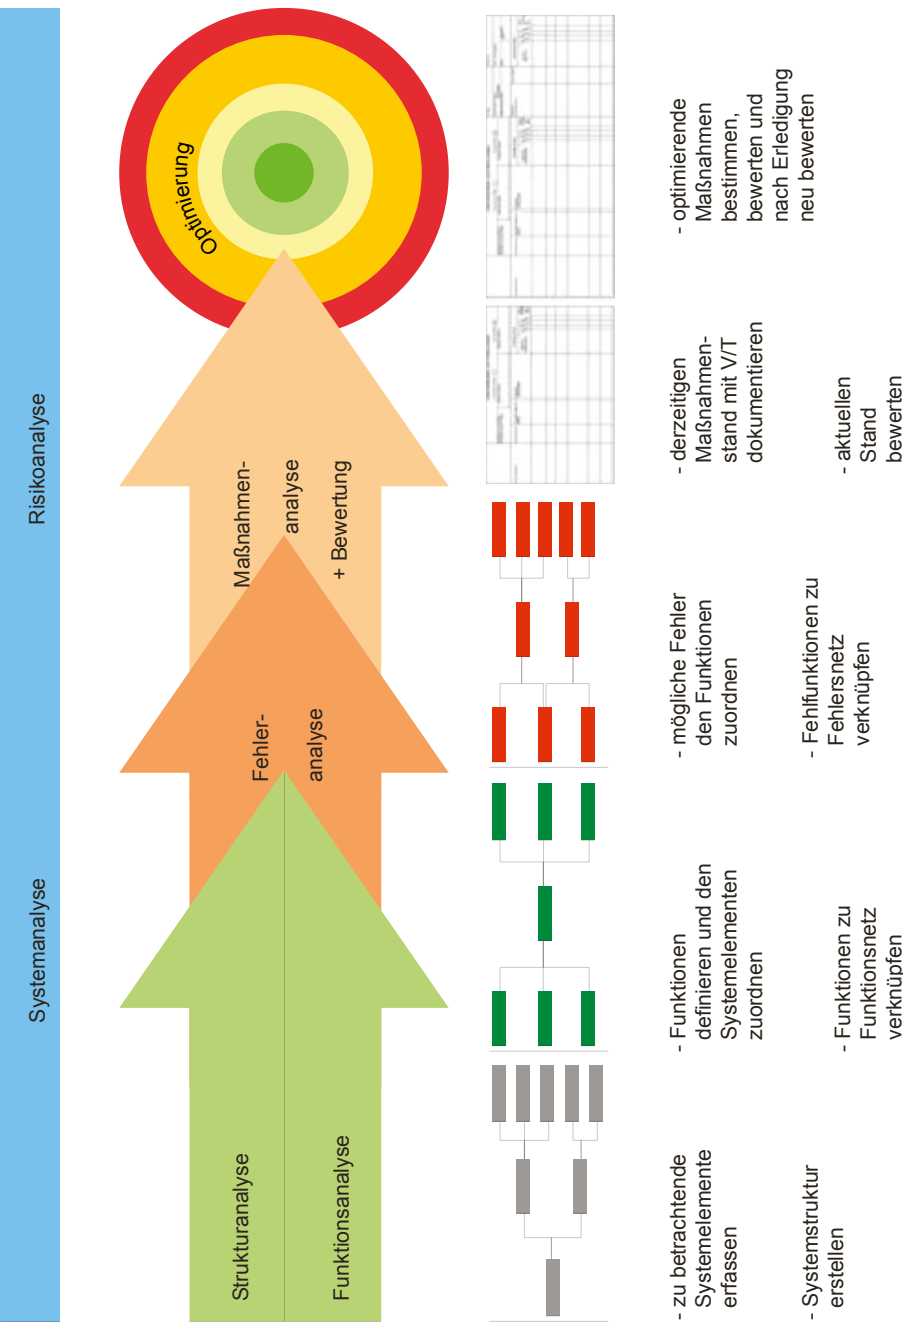 Systemanalyse
Risikoanalyse
Strukturanalyse
Funktionsanalyse
Fehler-
analyse
Maßnahmen-
analyse
+ Bewertung
Optimierung
- zu betrachtende
Systemelemente
erfassen
- Systemstruktur
erstellen
- Funktionen
definieren und den
Systemelementen
zuordnen
- Funktionen zu
Funktionsnetz
verknüpfen
- mögliche Fehler
den Funktionen
zuordnen
- Fehlfunktionen zu
Fehlersnetz
verknüpfen
- derzeitigen
Maßnahmen-
stand mit V/T
dokumentieren
- aktuellen
Stand
bewerten
- optimierende
Maßnahmen
bestimmen,
bewerten und
nach Erledigung
neu bewerten